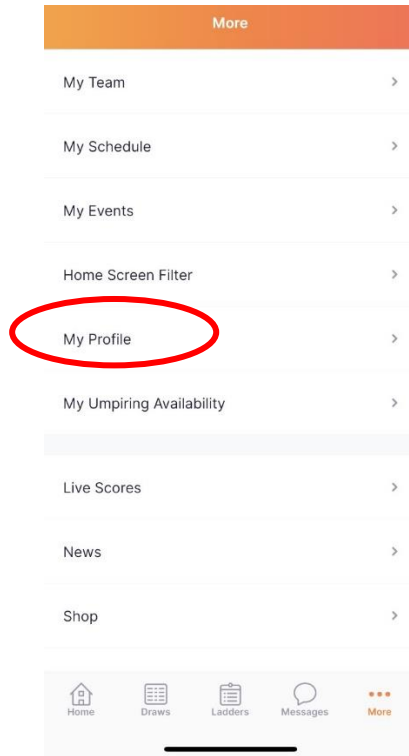 More
My Team
My Schedule
My Events
Home Screen Filter
My Profile
My Umpiring Availability
Live Scores
News
Shop
Home Draws Ladders Messages More